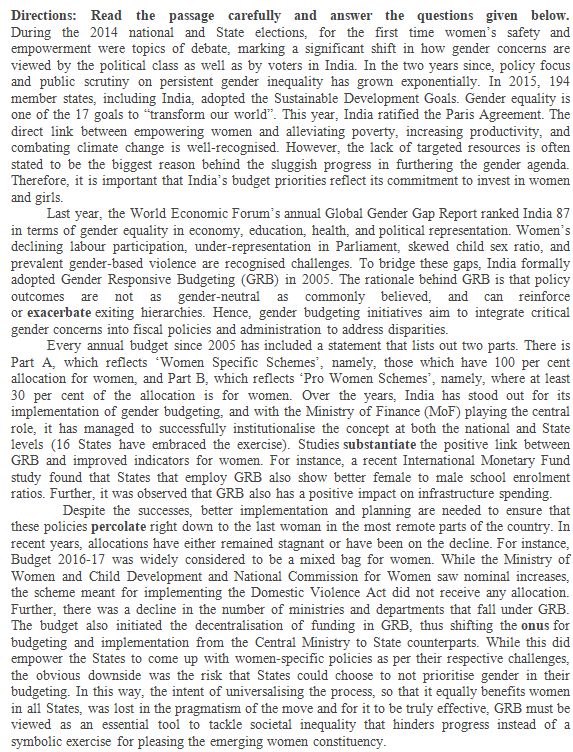 Directions: Read the passage carefully and answer the questions given below.
During the 2014 national and State elections, for the first time women's safety and
empowerment were topics of debate, marking a significant shift in how gender concerns are
viewed by the political class as well as by voters in India. In the two years since, policy focus
and public scrutiny on persistent gender inequality has grown exponentially. In 2015, 194
member states, including India, adopted the Sustainable Development Goals. Gender equality is
one of the 17 goals to “transform our world”. This year, India ratified the Paris Agreement. The
direct link between empowering women and alleviating poverty, increasing productivity, and
combating climate change is well-recognised. However, the lack of targeted resources is often
stated to be the biggest reason behind the sluggish progress in furthering the gender agenda.
Therefore, it is important that India's budget priorities reflect its commitment to invest in women
and girls.
Last year, the World Economic Forum's annual Global Gender Gap Report ranked India 87
in terms of gender equality in economy, education, health, and political representation. Women's
declining labour participation, under-representation in Parliament, skewed child sex ratio, and
prevalent gender-based violence are recognised challenges. To bridge these gaps, India formally
adopted Gender Responsive Budgeting (GRB) in 2005. The rationale behind GRB is that policy
outcomes are not as gender-neutral as commonly believed, and can reinforce
or exacerbate exiting hierarchies. Hence, gender budgeting initiatives aim to integrate critical
gender concerns into fiscal policies and administration to address disparities.
Every annual budget since 2005 has included a statement that lists out two parts. There is
Part A, which reflects ‘Women Specific Schemes’, namely, those which have 100 per cent
allocation for women, and Part B, which reflects ‘Pro Women Schemes’, namely, where at least
30 per cent of the allocation is for women. Over the years, India has stood out for its
implementation of gender budgeting, and with the Ministry of Finance (MoF) playing the central
role, it has managed to successfully institutionalise the concept at both the national and State
levels (16 States have embraced the exercise). Studies substantiate the positive link between
GRB and improved indicators for women. For instance, a recent International Monetary Fund
study found that States that employ GRB also show better female to male school enrolment
ratios. Further, it was observed that GRB also has a positive impact on infrastructure spending.
Despite the successes, better implementation and planning are needed to ensure that
these policies percolate right down to the last woman in the most remote parts of the country. In
recent years, allocations have either remained stagnant or have been on the decline. For instance,
Budget 2016-17 was widely considered to be a mixed bag for women. While the Ministry of
Women and Child Development and National Commission for Women saw nominal increases,
the scheme meant for implementing the Domestic Violence Act did not receive any allocation.
Further, there was a decline in the number of ministries and departments that fall under GRB.
The budget also initiated the decentralisation of funding in GRB, thus shifting the onus for
budgeting and implementation from the Central Ministry to State counterparts. While this did
empower the States to come up with women-specific policies as per their respective challenges,
the obvious downside was the risk that States could choose to not prioritise gender in their
budgeting. In this way, the intent of universalising the process, so that it equally benefits women
in all States, was lost in the pragmatism of the move and for it to be truly effective, GRB must be
viewed as an essential tool to tackle societal inequality that hinders progress instead of a
symbolic exercise for pleasing the emerging women constituency.